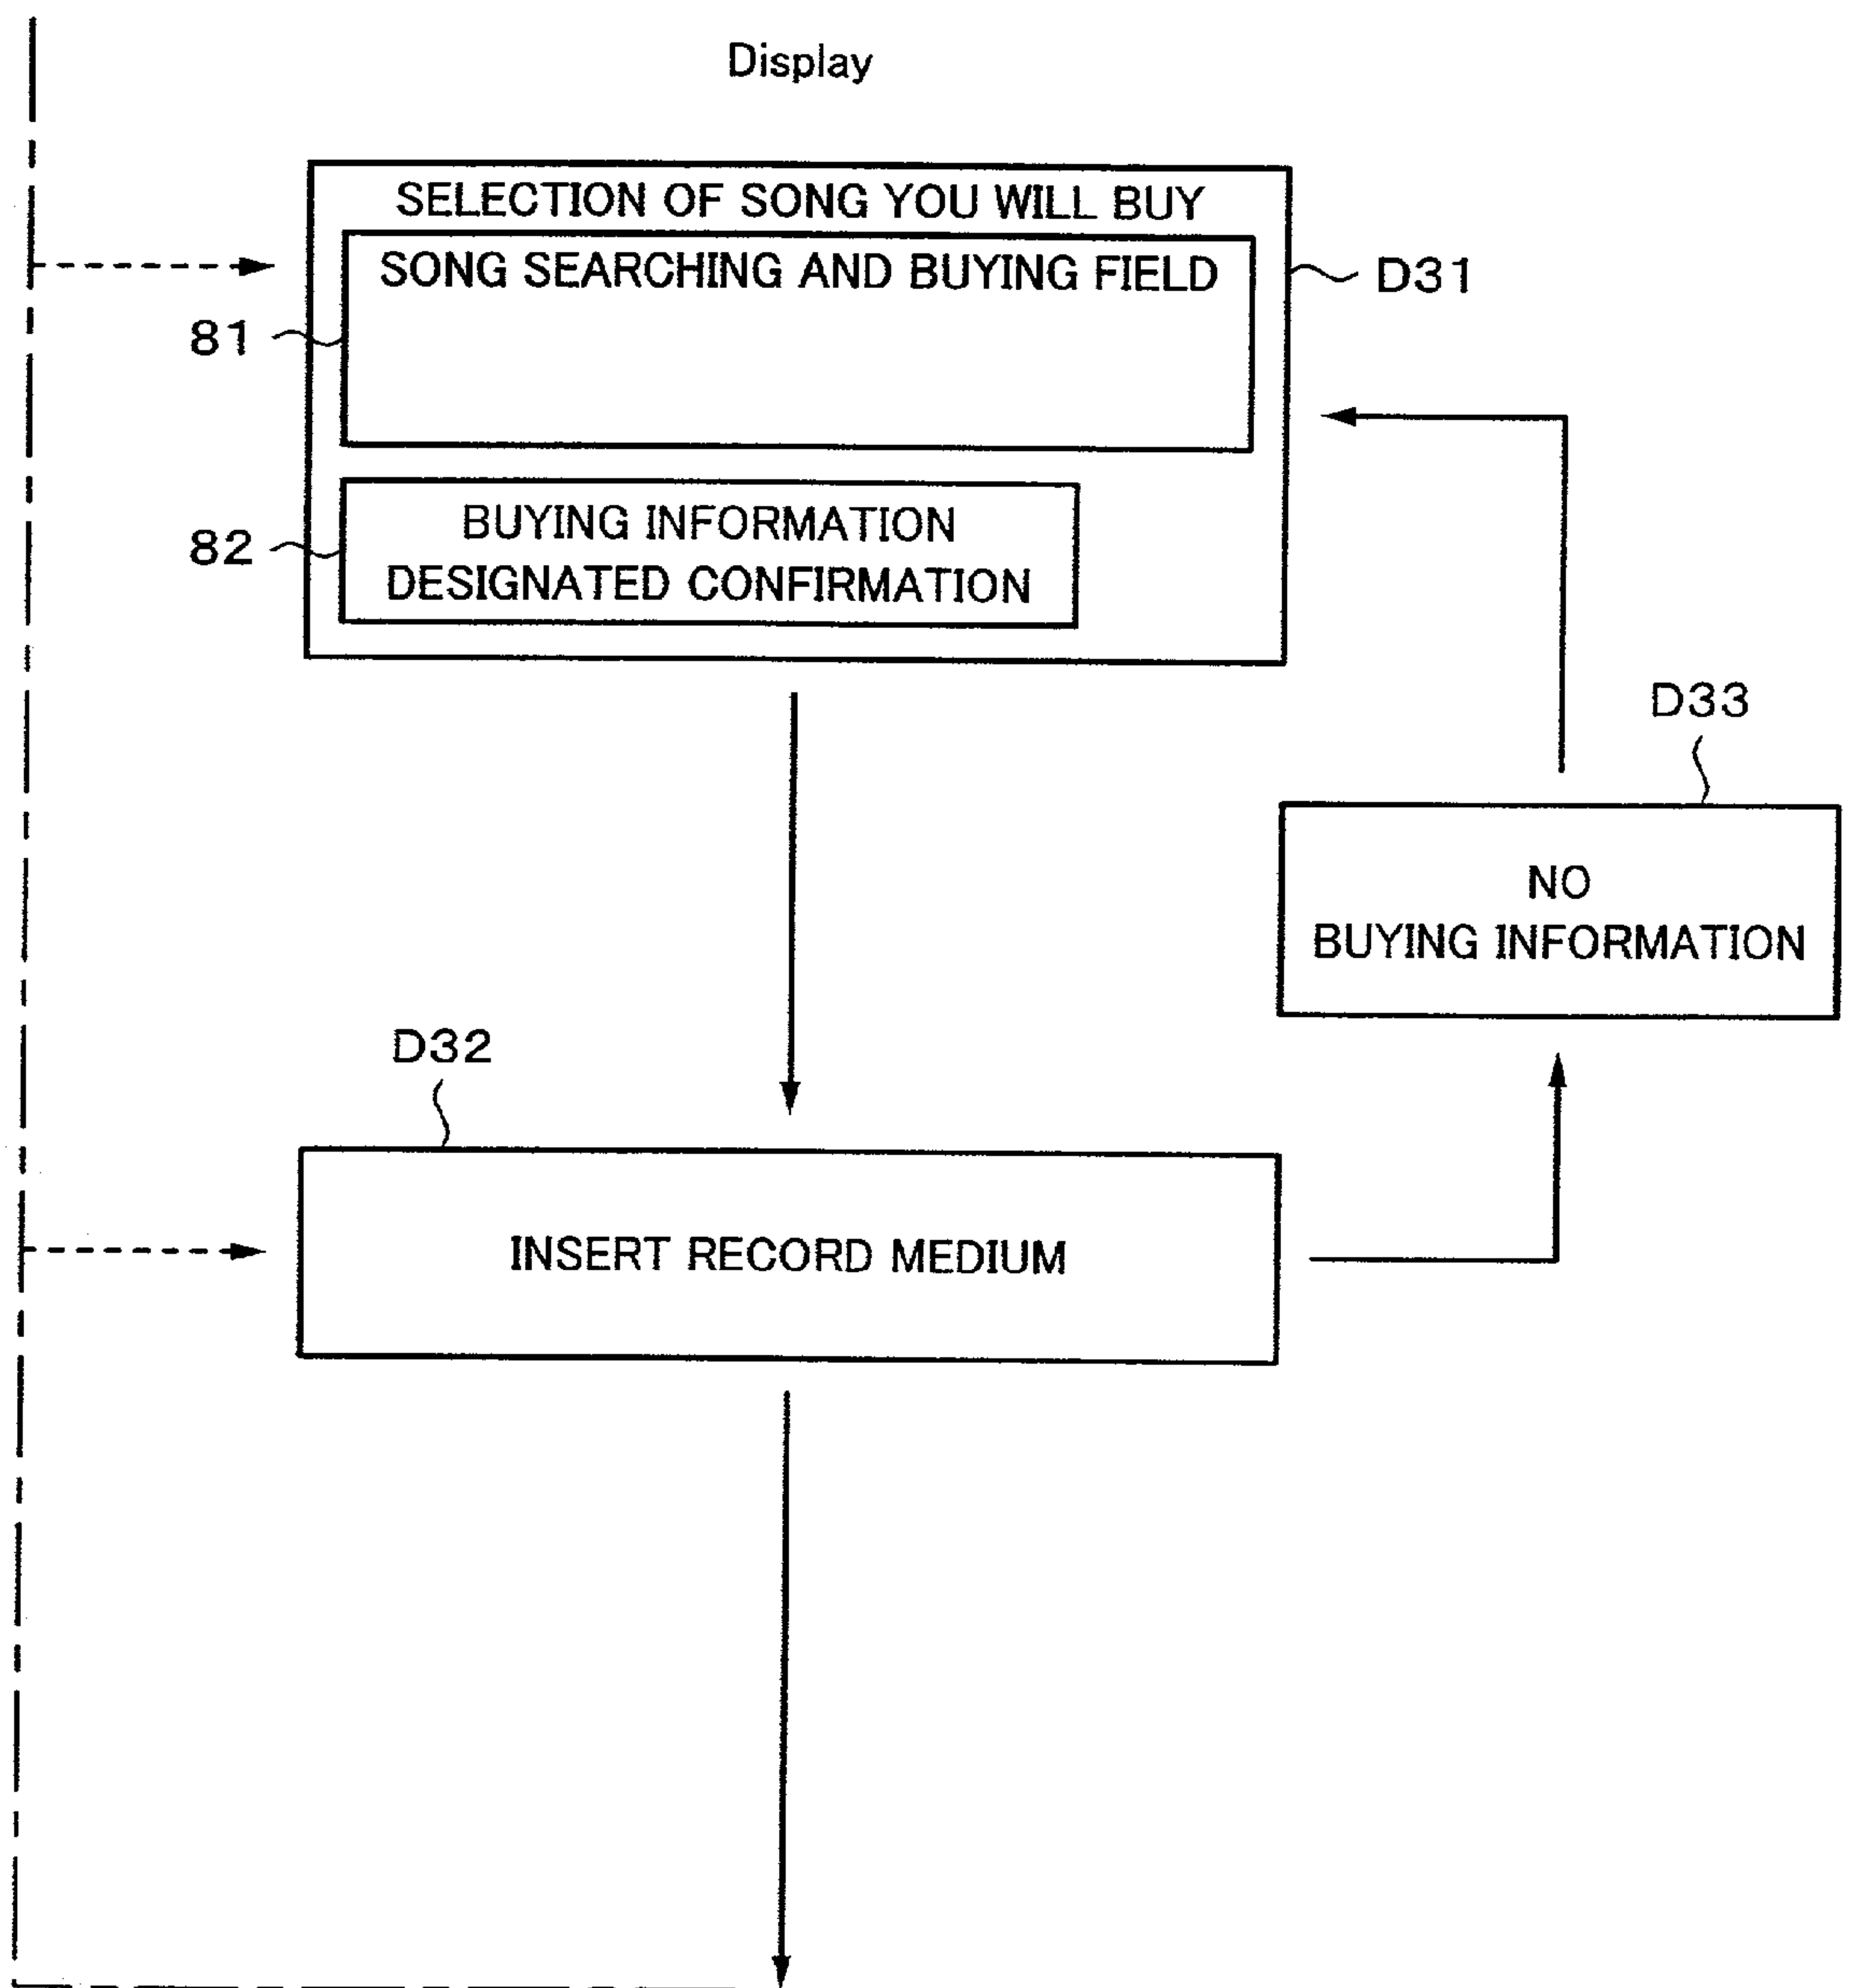 Display
SELECTION OF SONG YOU WILL BUY
SONG SEARCHING AND BUYING FIELD
D31
81
BUYING INFORMATION
DESIGNATED CONFIRMATION
82
D33
NO
BUYING INFORMATION
D32
INSERT RECORD MEDIUM